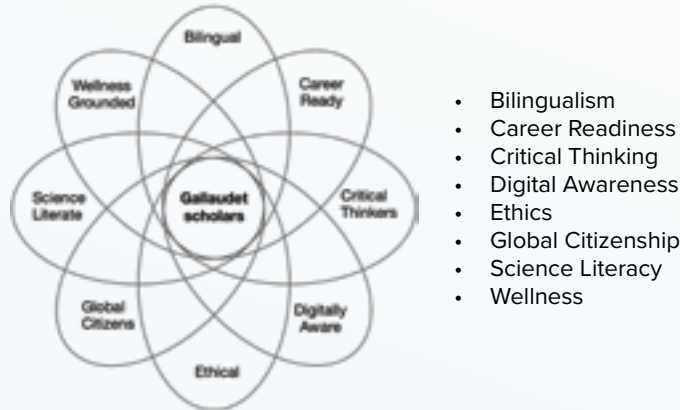 Bilingual
Wellness
Grounded
Career
Ready
Science
Literate
Gallaudet
scholars
Critical
Thinkers
Global
Citizens
Digitally
Aware
Ethical
• Bilingualism
• Career Readiness
• Critical Thinking
• Digital Awareness
• Ethics
• Global Citizenship
• Science Literacy
• Wellness